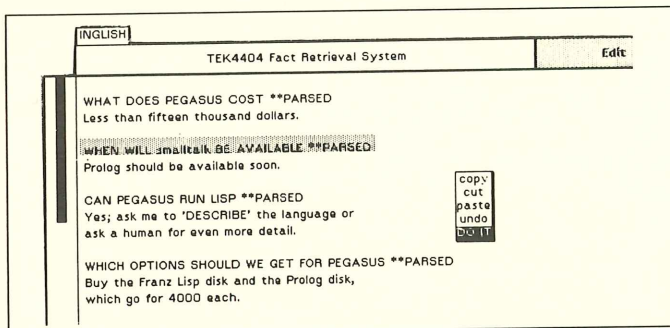 INGLISH
TEK4404 Fact Retrieval System
Edit
WHAT DOES PEGASUS COST **PARSED
Less than fifteen thousand dollars.
WHEN WILL smalltalk BE AVAILABLE **PARSED
Prolog should be available soon.
CAN PEGASUS RUN LISP **PARSED
Yes; ask me to 'DESCRIBE' the language or
ask a human for even more detail.
copy
cut
paste
undo
DO IT
WHICH OPTIONS SHOULD WE GET FOR PEGASUS **PARSED
Buy the Franz Lisp disk and the Prolog disk,
which go for 4000 each.